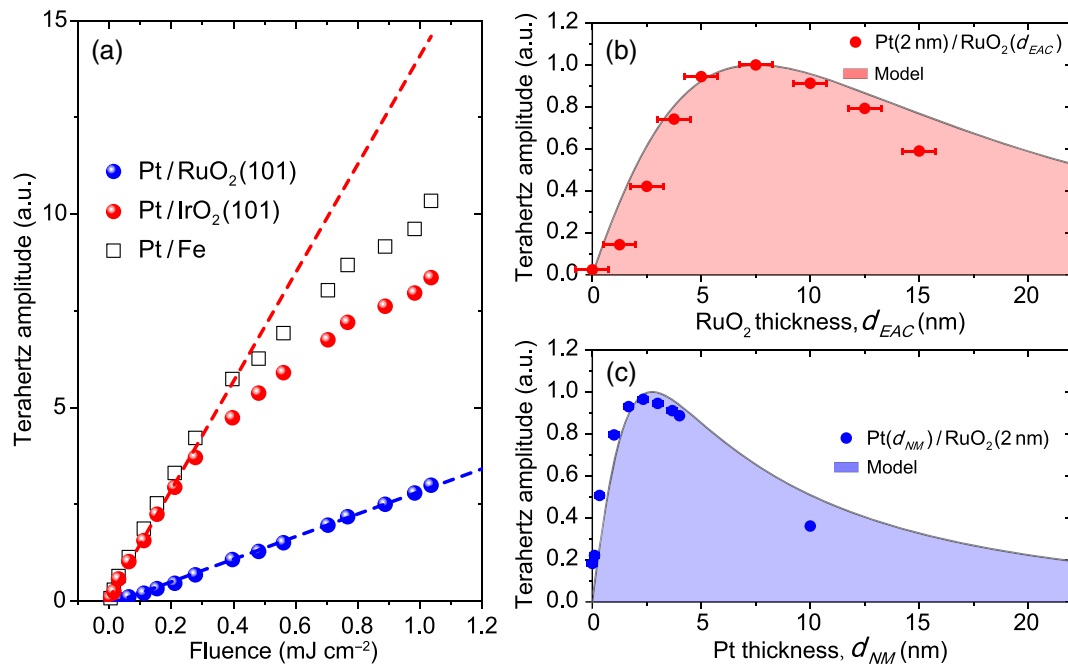 (a)
15
10
5
0
Terahertz amplitude (a.u.)
Pt/RuO₂(101)
Pt/IrO₂(101)
Pt/Fe
0.0 0.2 0.4 0.6 0.8 1.0 1.2
Fluence (mJ cm⁻²)
(b)
1.2
1.0
0.8
0.6
0.4
0.2
0.0
Terahertz amplitude (a.u.)
Pt(2 nm)/RuO₂(d_EAC)
Model
0 5 10 15 20
RuO₂ thickness, d_EAC (nm)
(c)
1.2
1.0
0.8
0.6
0.4
0.2
0.0
Terahertz amplitude (a.u.)
Pt(d_NM)/RuO₂(2 nm)
Model
0 5 10 15 20
Pt thickness, d_NM (nm)